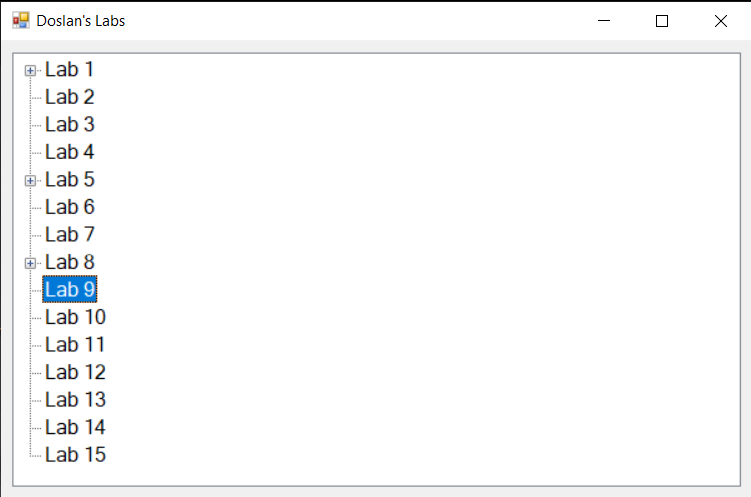 Doslan's Labs
Lab 1
Lab 2
Lab 3
Lab 4
Lab 5
Lab 6
Lab 7
Lab 8
Lab 9
Lab 10
Lab 11
Lab 12
Lab 13
Lab 14
Lab 15